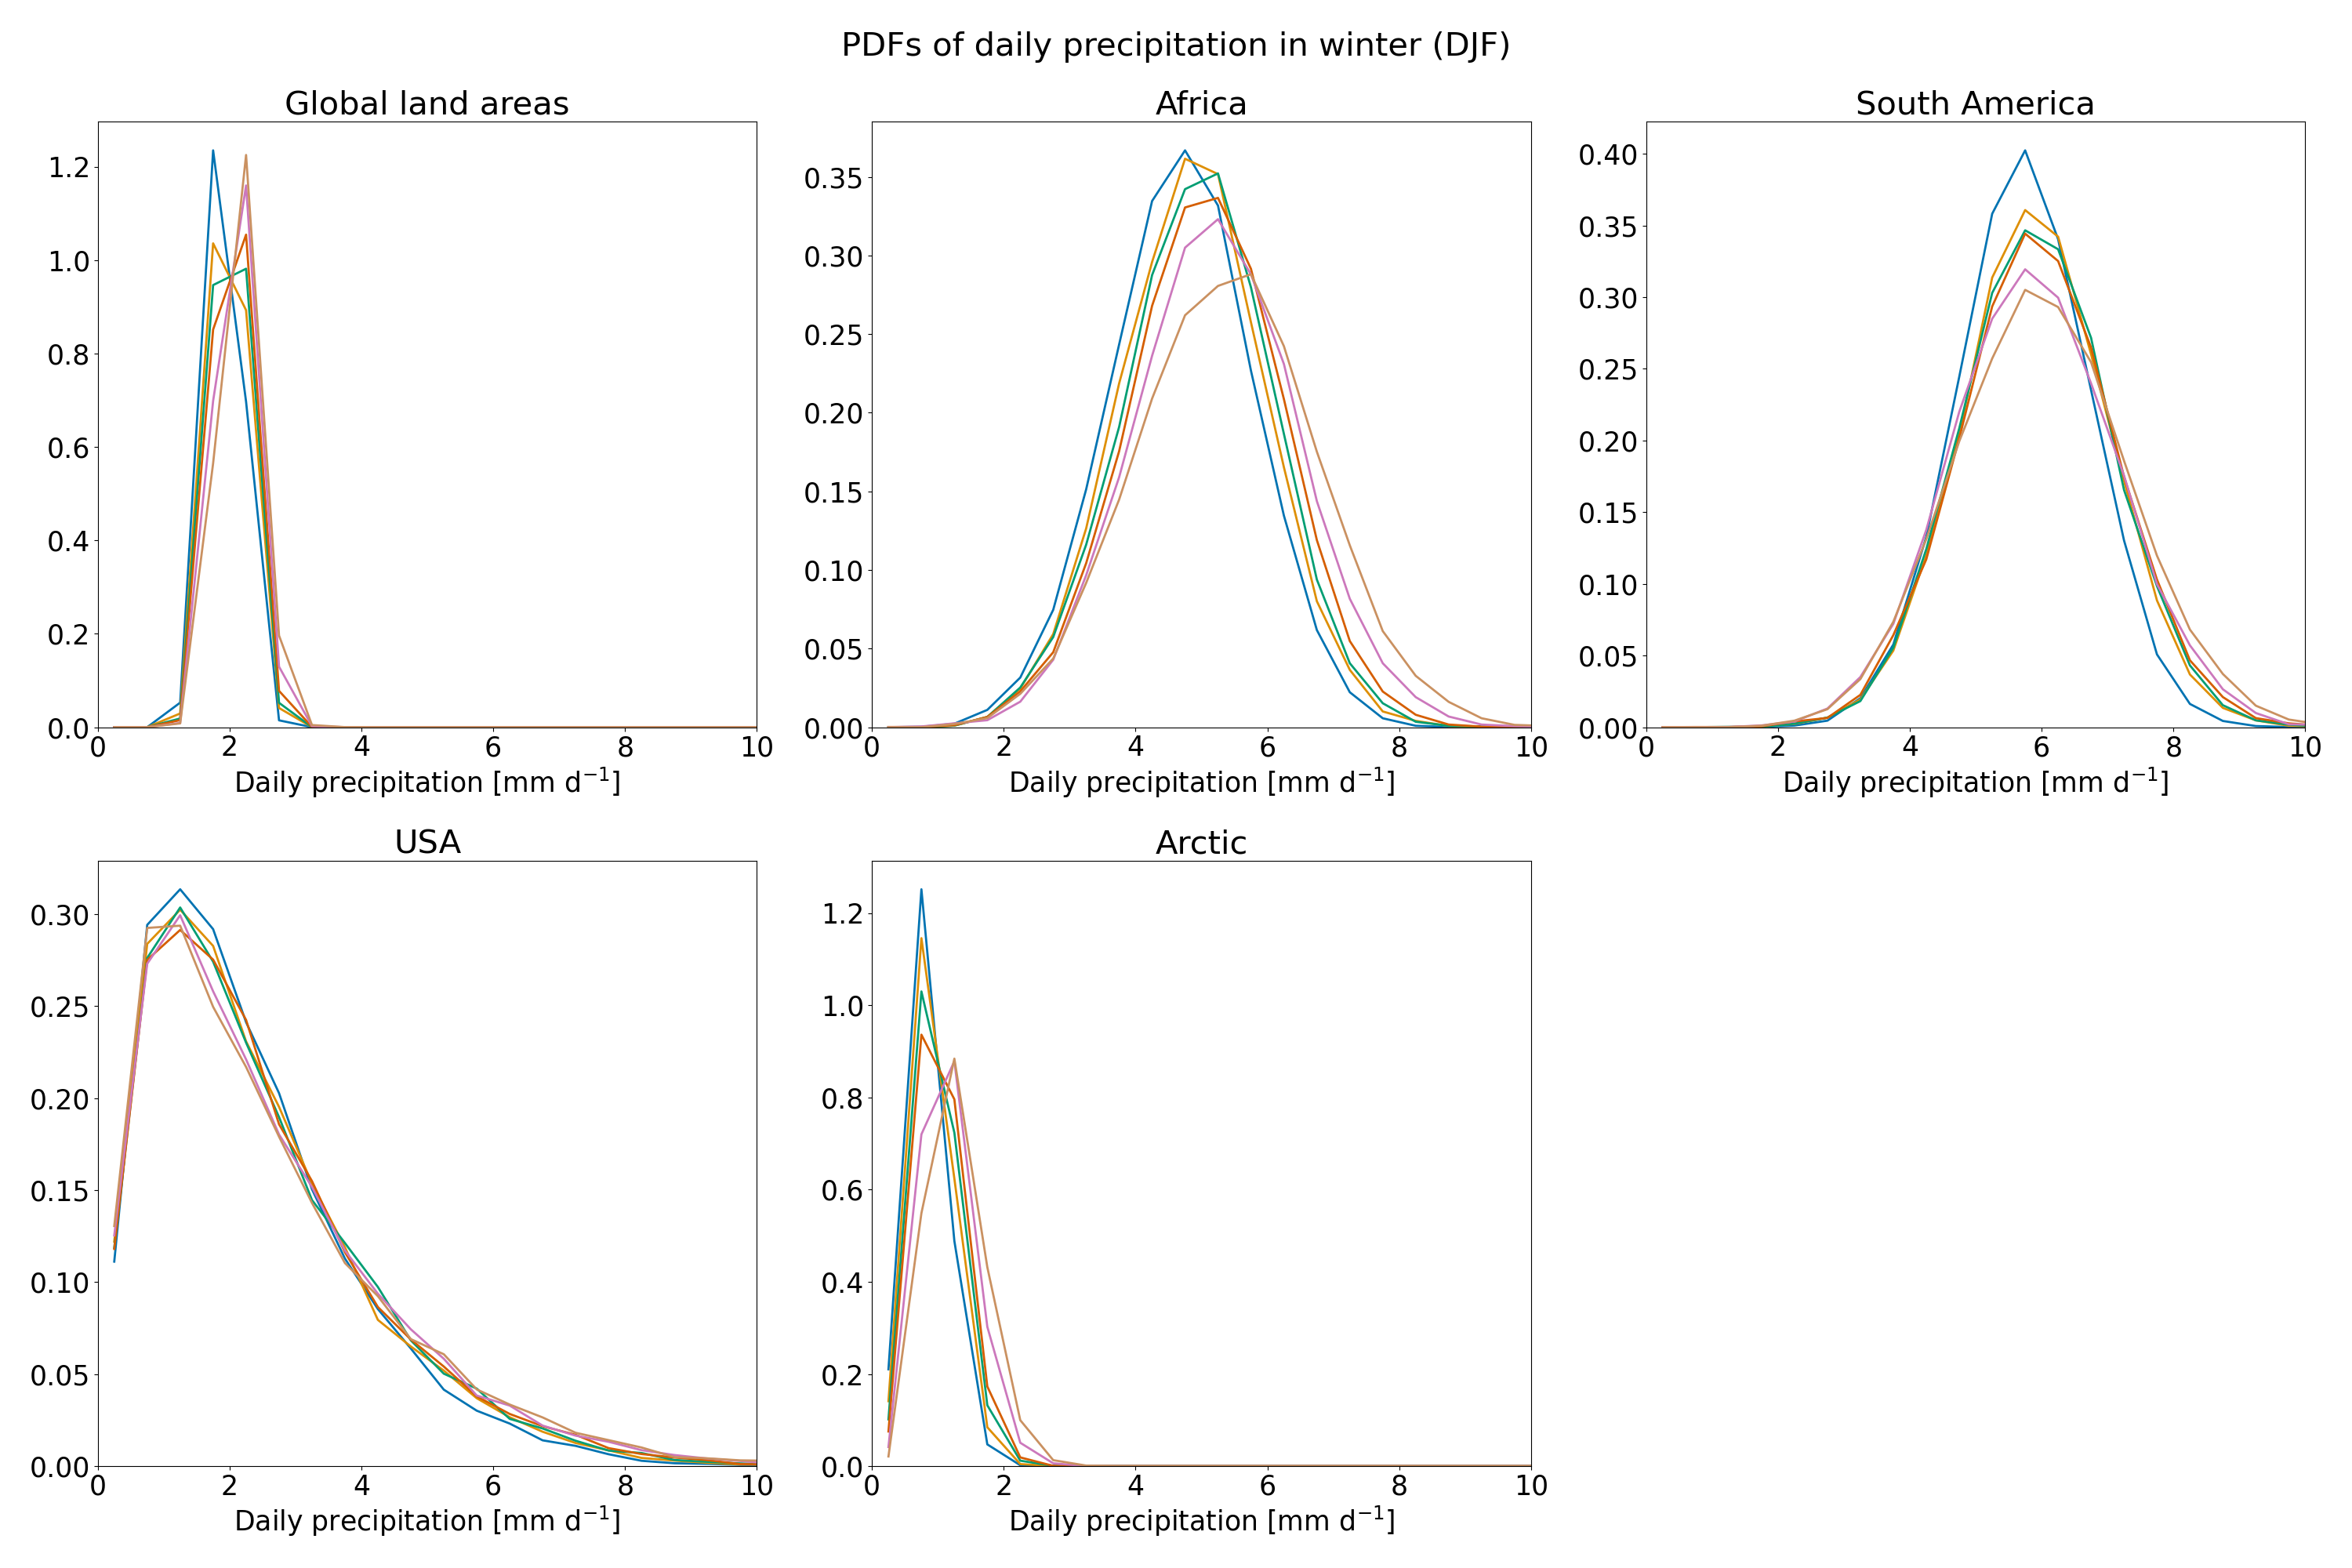 PDFs of daily precipitation in winter (DJF)
Global land areas
1.2
1.0
0.8
0.6
0.4
0.2
0.0
0 2 4 6 8 10
Daily precipitation [mm d⁻¹]
Africa
0.35
0.30
0.25
0.20
0.15
0.10
0.05
0.00
0 2 4 6 8 10
Daily precipitation [mm d⁻¹]
South America
0.40
0.35
0.30
0.25
0.20
0.15
0.10
0.05
0.00
0 2 4 6 8 10
Daily precipitation [mm d⁻¹]
USA
0.30
0.25
0.20
0.15
0.10
0.05
0.00
0 2 4 6 8 10
Daily precipitation [mm d⁻¹]
Arctic
1.2
1.0
0.8
0.6
0.4
0.2
0.0
0 2 4 6 8 10
Daily precipitation [mm d⁻¹]